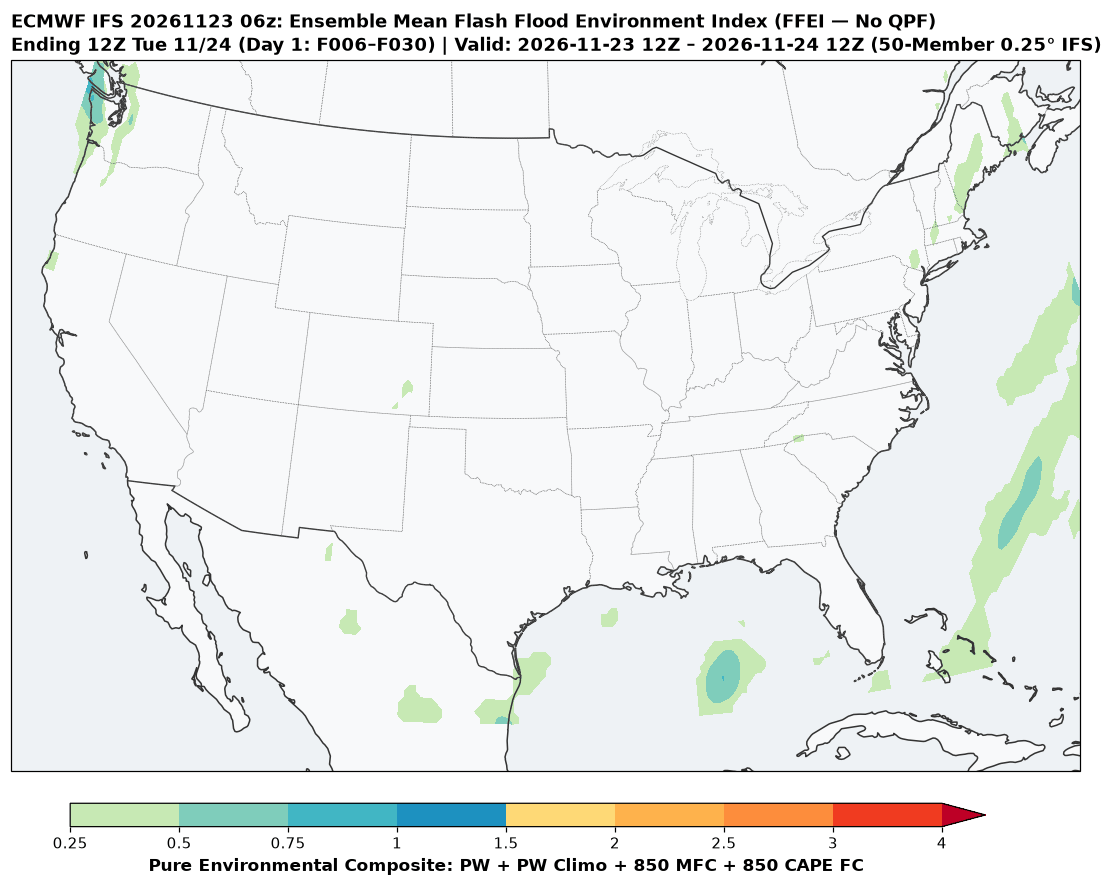 ECMWF IFS 20261123 06z: Ensemble Mean Flash Flood Environment Index (FFEI — No QPF)
Ending 12Z Tue 11/24 (Day 1: F006–F030) | Valid: 2026-11-23 12Z – 2026-11-24 12Z (50-Member 0.25° IFS)
0.25 0.5 0.75 1 1.5 2 2.5 3 4
Pure Environmental Composite: PW + PW Climo + 850 MFC + 850 CAPE FC